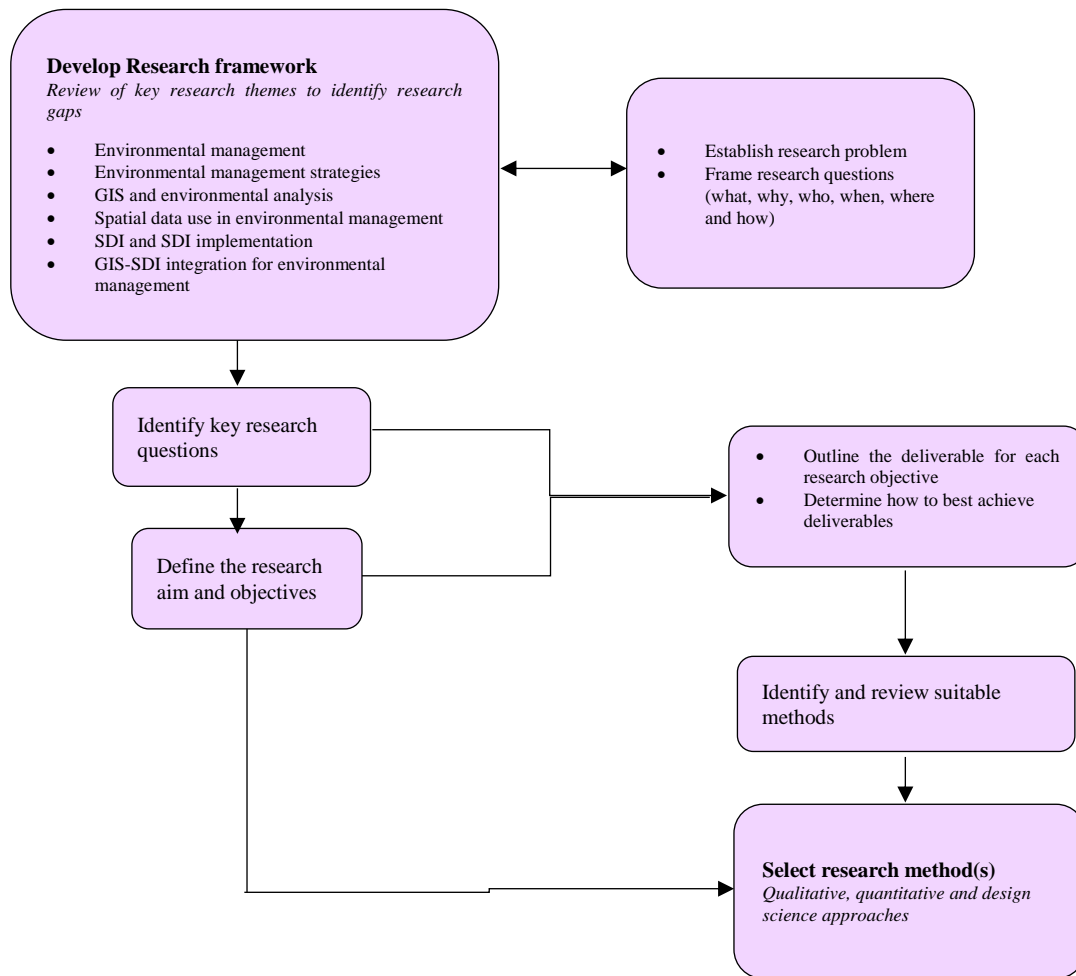 Develop Research framework
Review of key research themes to identify research
gaps
• Environmental management
• Environmental management strategies
• GIS and environmental analysis
• Spatial data use in environmental management
• SDI and SDI implementation
• GIS-SDI integration for environmental
management
• Establish research problem
• Frame research questions
(what, why, who, when, where
and how)
Identify key research
questions
Define the research
aim and objectives
• Outline the deliverable for each
research objective
• Determine how to best achieve
deliverables
Identify and review suitable
methods
Select research method(s)
Qualitative, quantitative and design
science approaches